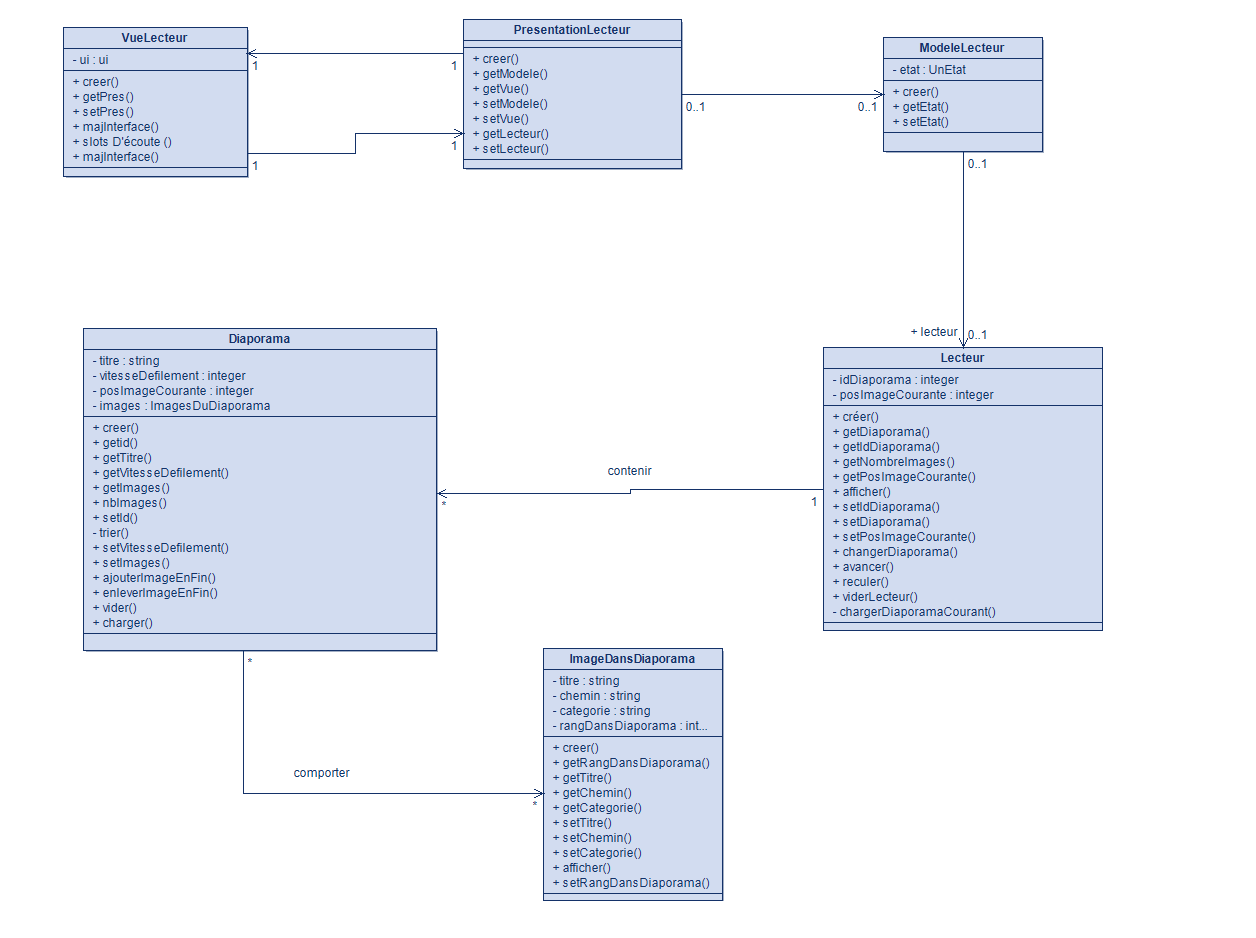 VueLecteur
- ui : ui
+ creer()
+ getPres()
+ setPres()
+ majInterface()
+ slots D'écoute ()
+ majInterface()
1
1
1
1
PresentationLecteur
+ creer()
+ getModele()
+ getVue()
+ setModele()
+ setVue()
+ getLecteur()
+ setLecteur()
0..1
0..1
ModeleLecteur
- etat : UnEtat
+ creer()
+ getEtat()
+ setEtat()
0..1
+ lecteur
0..1
Diaporama
- titre : string
- vitesseDefilement : integer
- posImageCourante : integer
- images : ImagesDuDiaporama
+ creer()
+ getid()
+ getTitre()
+ getVitesseDefilement()
+ getImages()
+ nbImages()
+ setId()
- trier()
+ setVitesseDefilement()
+ setImages()
+ ajouterImageEnFin()
+ enleverImageEnFin()
+ vider()
+ charger()
contenir
*
1
Lecteur
- idDiaporama : integer
- posImageCourante : integer
+ créer()
+ getDiaporama()
+ getIdDiaporama()
+ getNombreImages()
+ getPosImageCourante()
+ afficher()
+ setIdDiaporama()
+ setDiaporama()
+ setPosImageCourante()
+ changerDiaporama()
+ avancer()
+ reculer()
+ viderLecteur()
- chargerDiaporamaCourant()
*
comporter
*
ImageDansDiaporama
- titre : string
- chemin : string
- categorie : string
- rangDansDiaporama : int...
+ creer()
+ getRangDansDiaporama()
+ getTitre()
+ getChemin()
+ getCategorie()
+ setTitre()
+ setChemin()
+ setCategorie()
+ afficher()
+ setRangDansDiaporama()